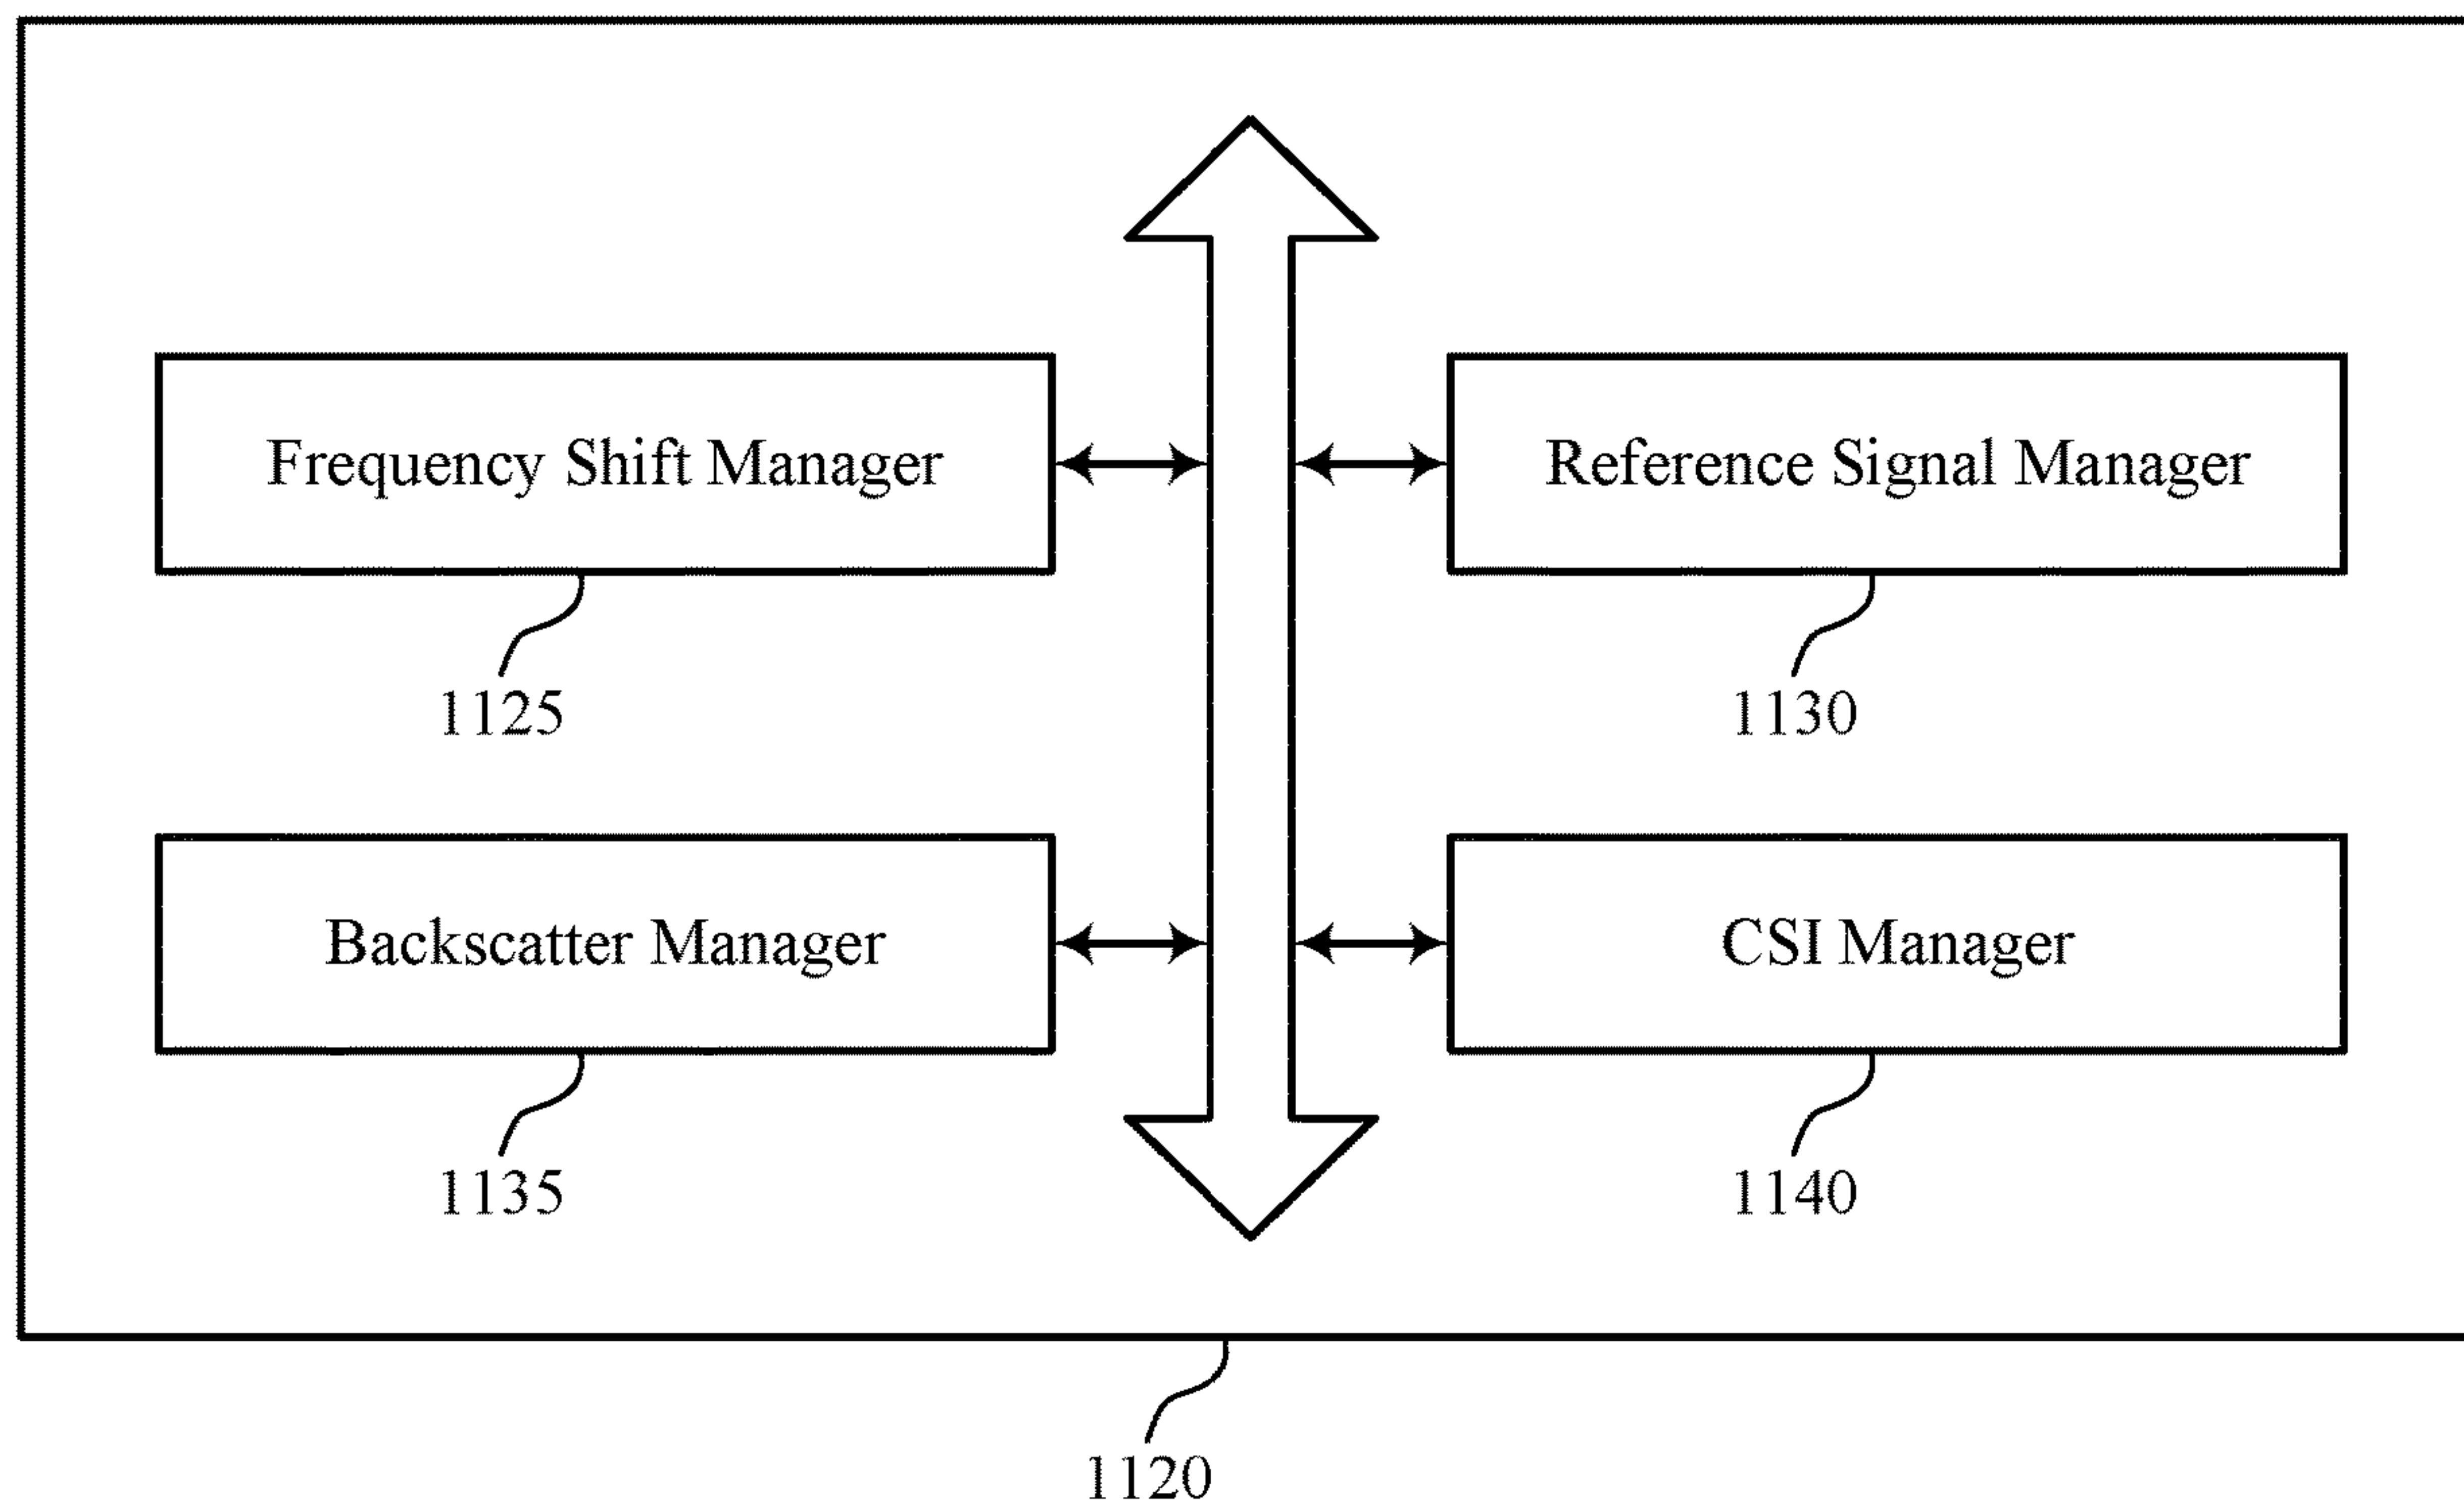 Frequency Shift Manager
Reference Signal Manager
1125
1130
Backscatter Manager
CSI Manager
1135
1140
1120